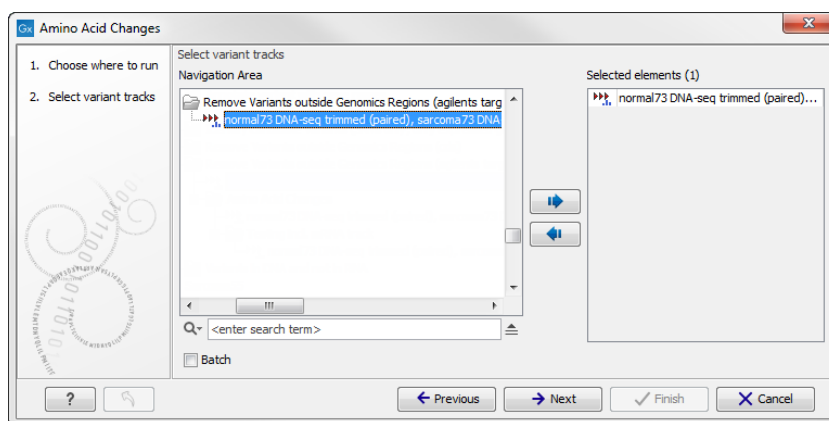 Gx Amino Acid Changes
1. Choose where to run
2. Select variant tracks
Select variant tracks
Navigation Area
Remove Variants outside Genomics Regions (agilents targ
normal73 DNA-seq trimmed (paired), sarcoma73 DNA
<enter search term>
Batch
Selected elements (1)
normal73 DNA-seq trimmed (paired)...
?
Previous
Next
Finish
Cancel